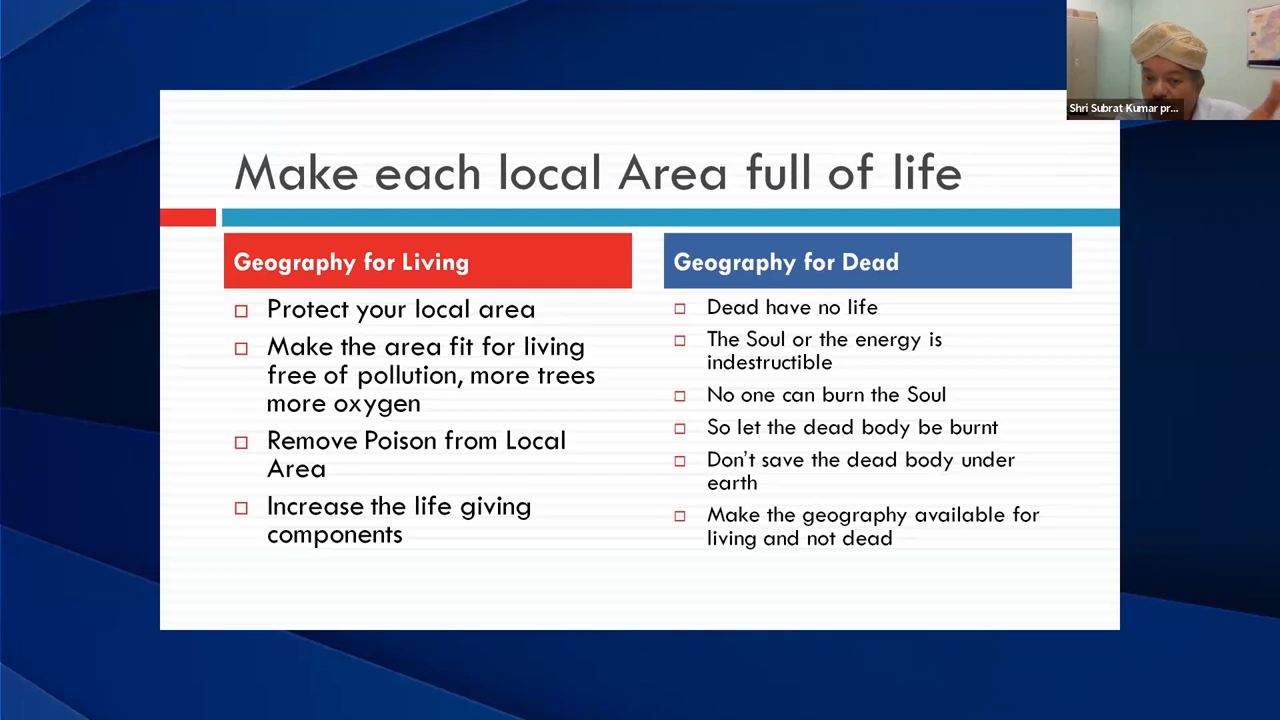 Shri Subrat Kumar pr...
Make each local Area full of life
Geography for Living
Protect your local area
Make the area fit for living
free of pollution, more trees
more oxygen
Remove Poison from Local
Area
Increase the life giving
components
Geography for Dead
Dead have no life
The Soul or the energy is
indestructible
No one can burn the Soul
So let the dead body be burnt
Don’t save the dead body under
earth
Make the geography available for
living and not dead